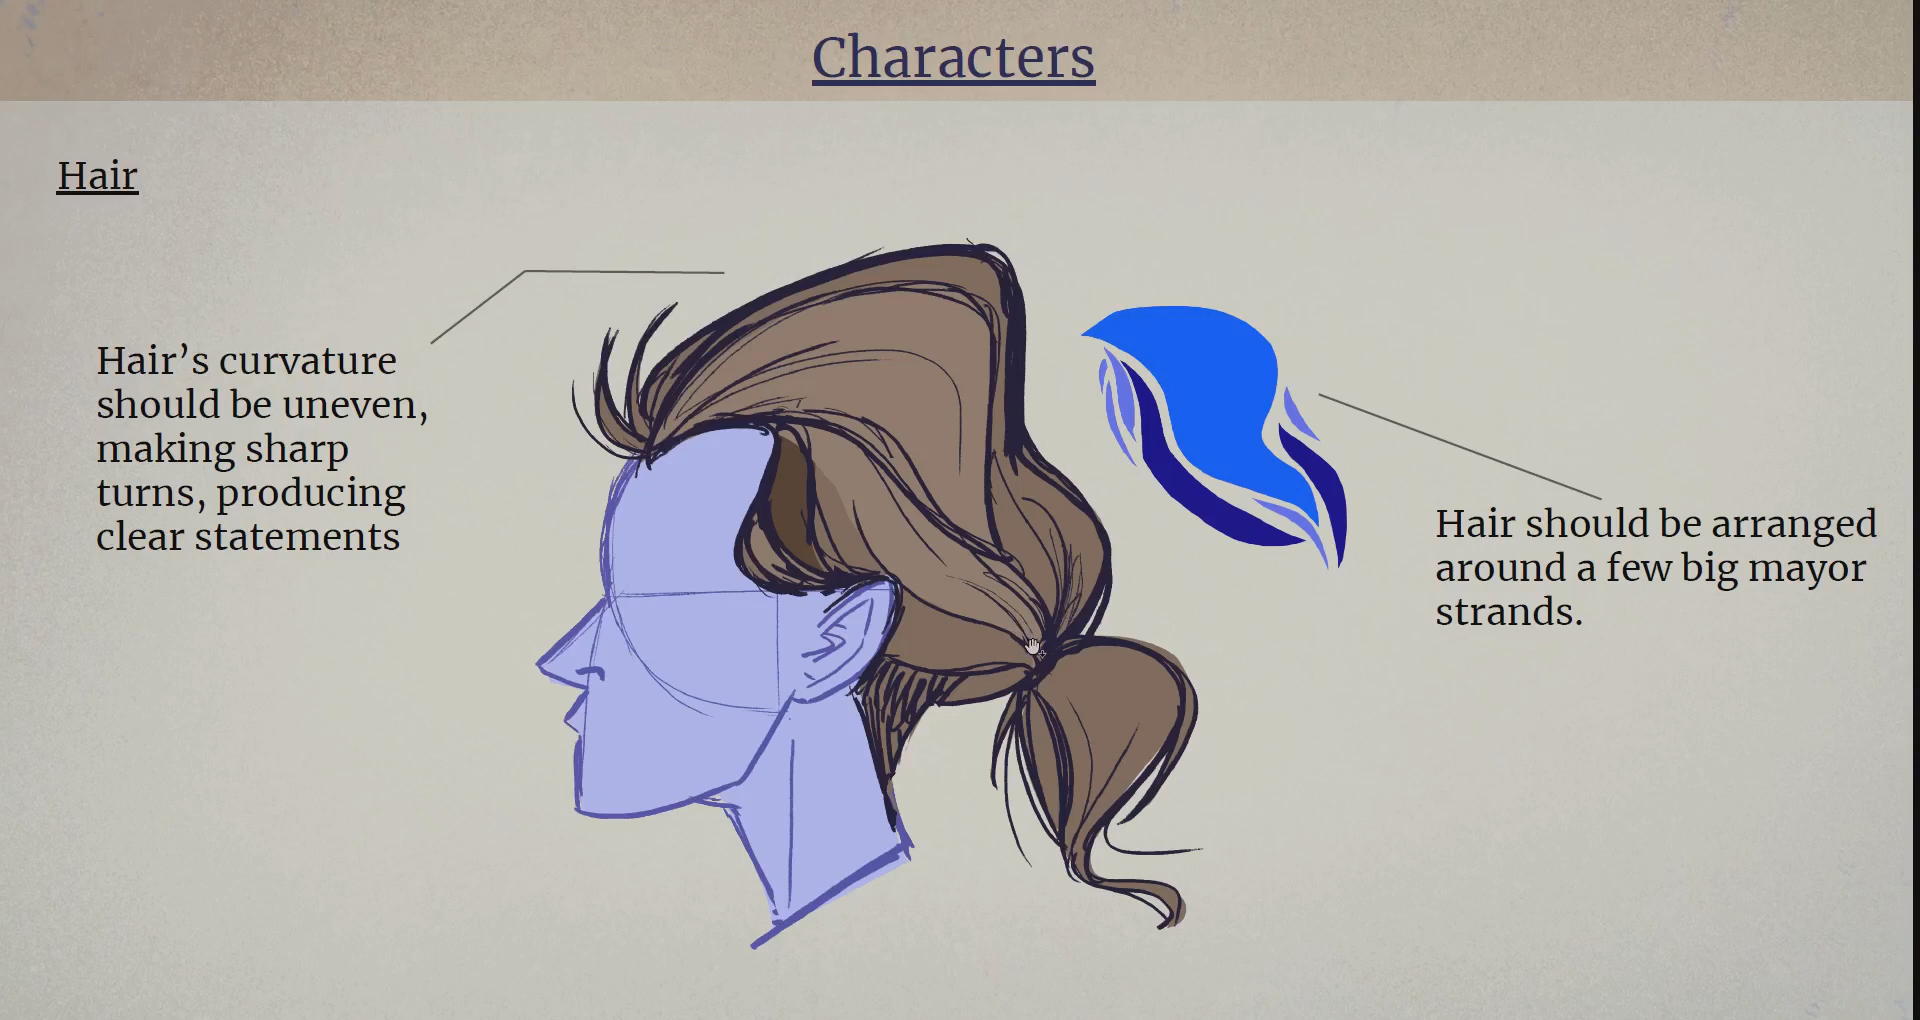 Characters
Hair
Hair’s curvature
should be uneven,
making sharp
turns, producing
clear statements
Hair should be arranged
around a few big mayor
strands.